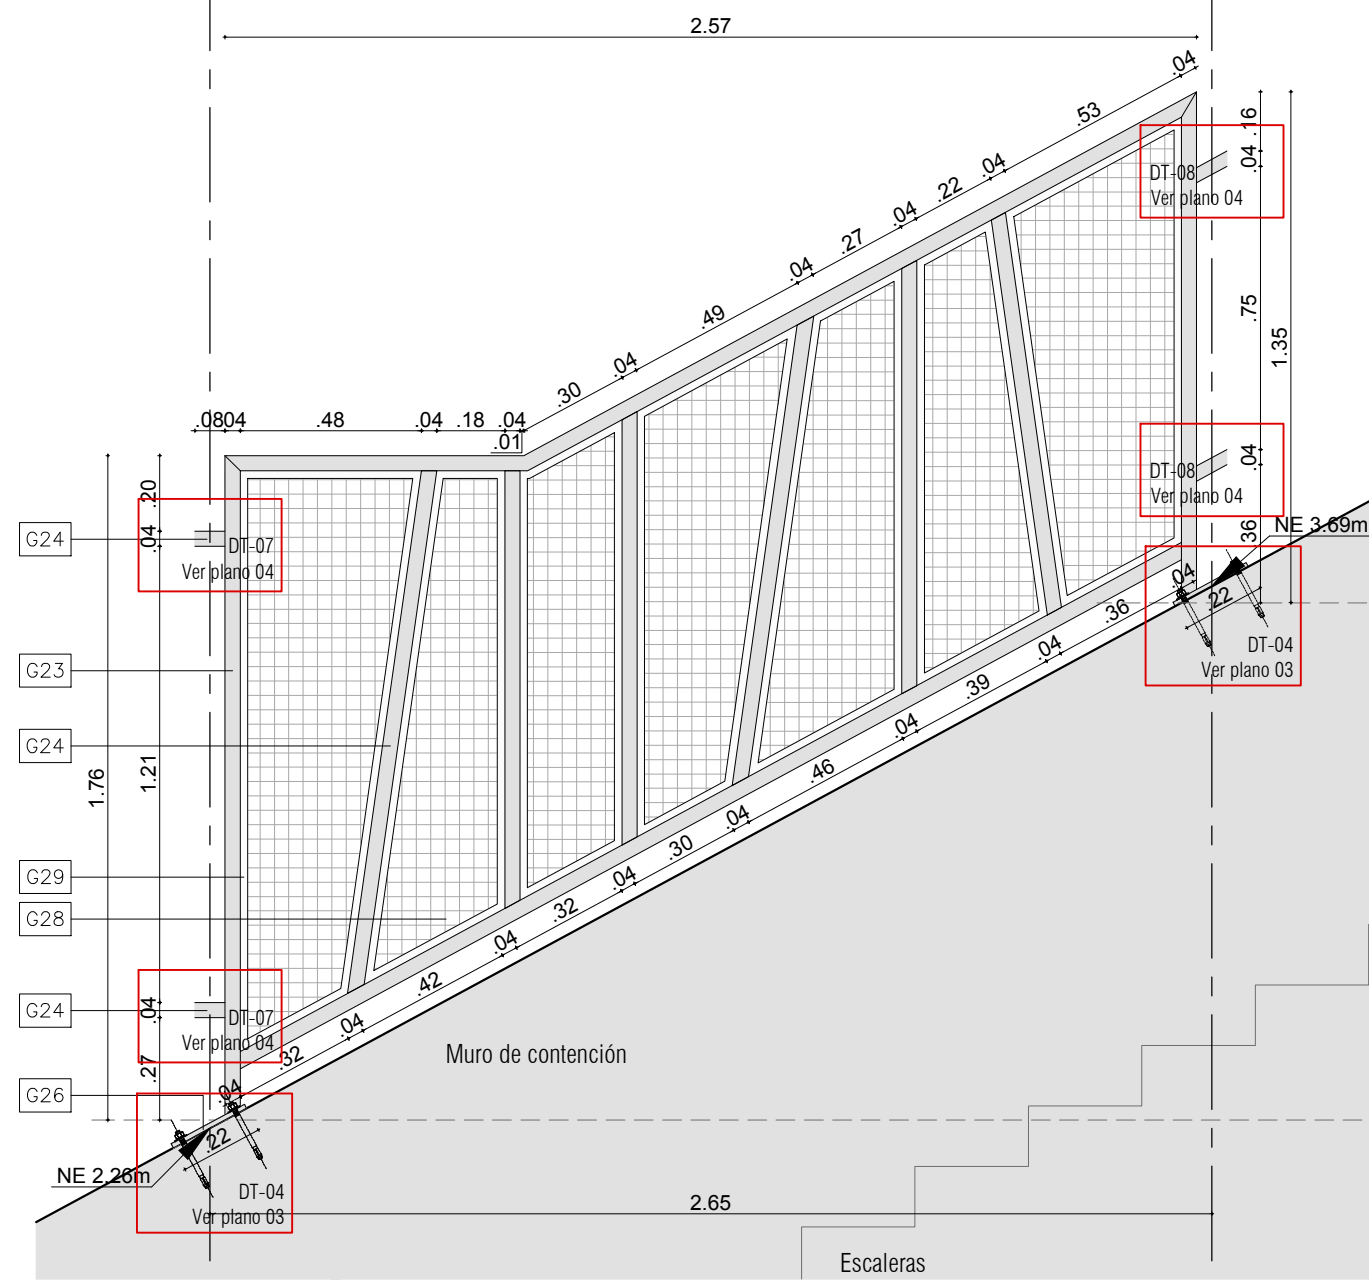 2.57
.04
.53
.04
.22
.04
.27
.04
.49
.04
.30
.16
.04
DT-08
Ver plano 04
.75
1.35
.08
04
.48
.04
.18
.04
.01
.04
DT-08
Ver plano 04
.36
NE 3.69m
.20
.04
G24
DT-07
Ver plano 04
.04
.22
DT-04
Ver plano 03
G23
G24
1.76
1.21
.36
.04
.39
.04
.46
.04
.30
.04
.32
.04
.42
.04
.32
.04
G29
G28
G24
.04
DT-07
Ver plano 04
.27
Muro de contención
G26
.22
NE 2.26m
DT-04
Ver plano 03
2.65
Escaleras